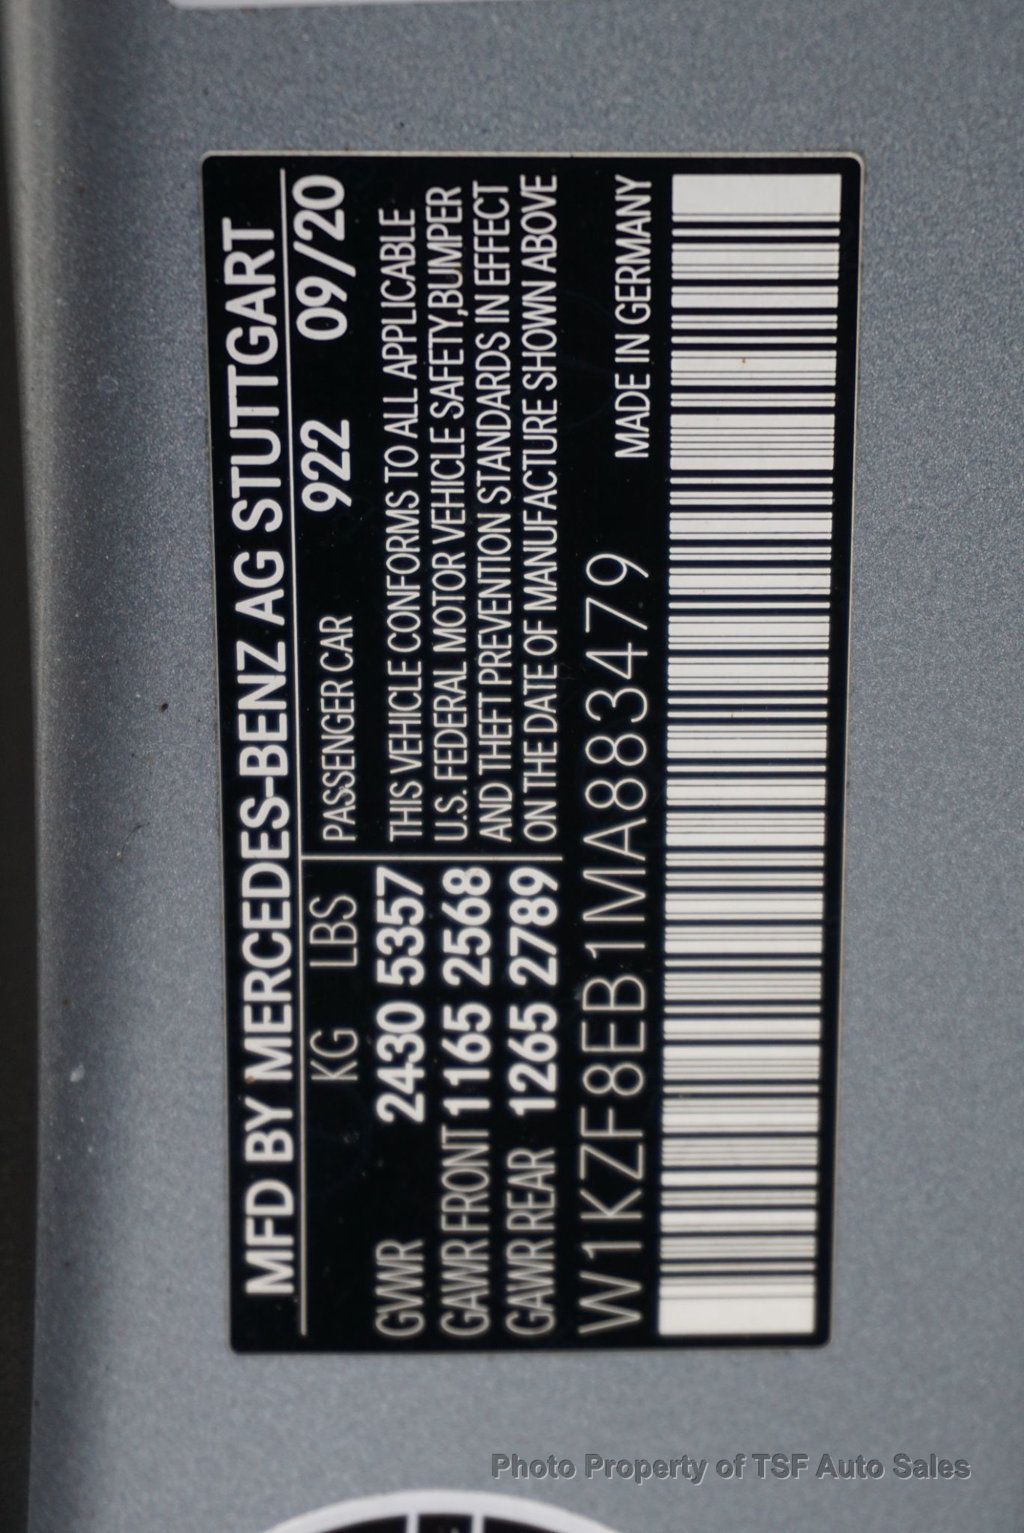 MFD BY MERCEDES-BENZ AG STUTTGART
KG LBS PASSENGER CAR 922 09/20
GVWR 2430 5357
GAWR FRONT 1165 2568
GAWR REAR 1265 2789
THIS VEHICLE CONFORMS TO ALL APPLICABLE
U.S. FEDERAL MOTOR VEHICLE SAFETY,BUMPER
AND THEFT PREVENTION STANDARDS IN EFFECT
ON THE DATE OF MANUFACTURE SHOWN ABOVE
W1KZF8EB1MA883479 MADE IN GERMANY
Photo Property of TSF Auto Sales